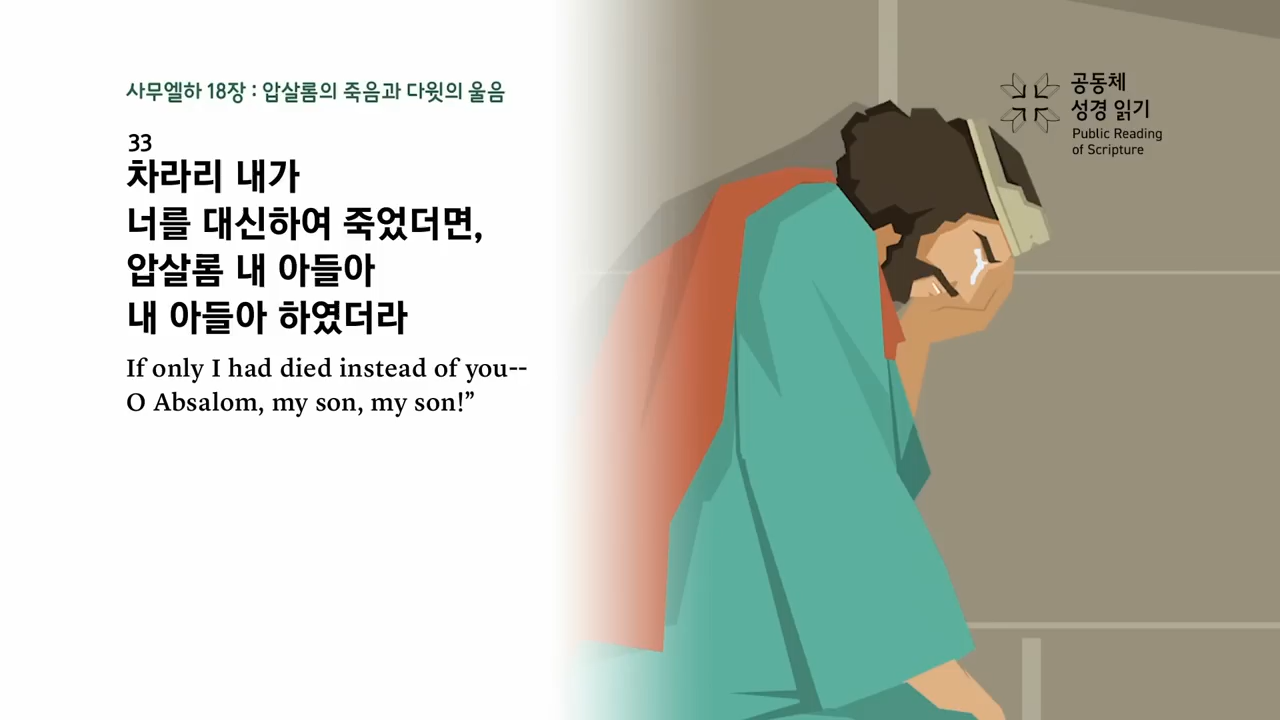 사무엘하 18장 : 압살롬의 죽음과 다윗의 울음
33
차라리 내가
너를 대신하여 죽었더면,
압살롬 내 아들아
내 아들아 하였더라
If only I had died instead of you--
O Absalom, my son, my son!”
공동체
성경 읽기
Public Reading
of Scripture